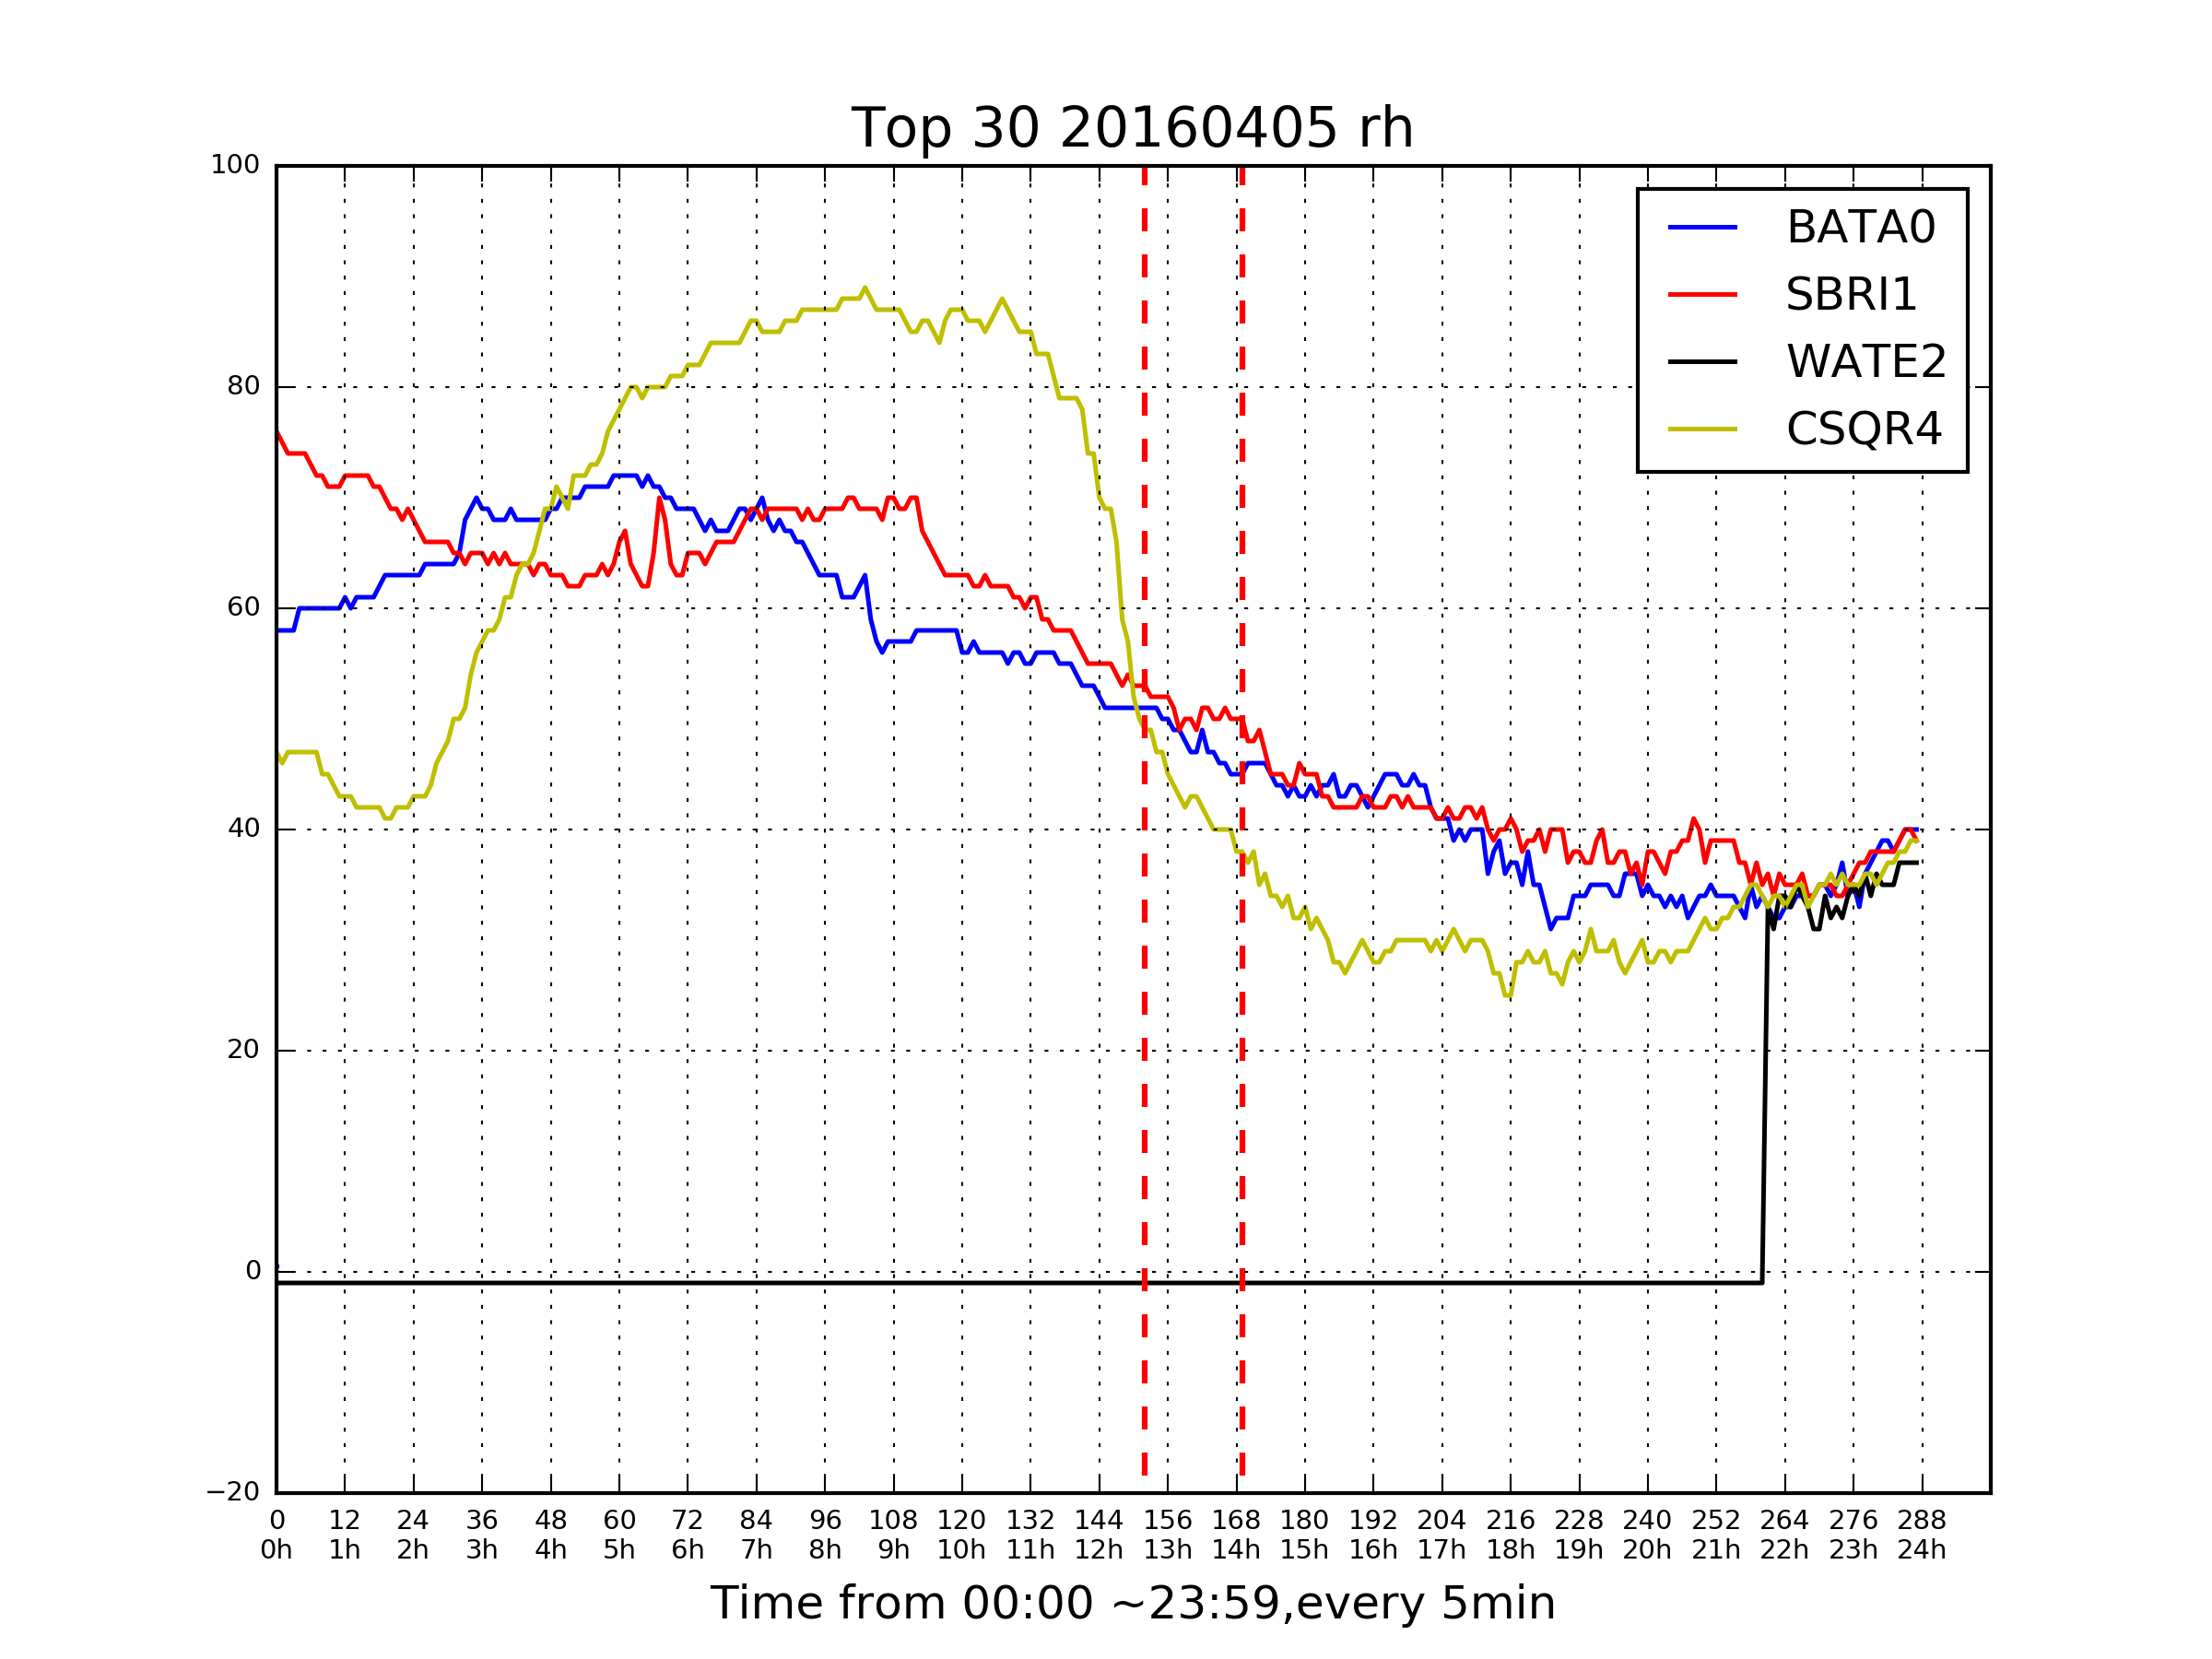 Top 30 20160405 rh
100
80
60
40
20
0
−20
BATA0
SBRI1
WATE2
CSQR4
0 12 24 36 48 60 72 84 96 108 120 132 144 156 168 180 192 204 216 228 240 252 264 276 288
0h 1h 2h 3h 4h 5h 6h 7h 8h 9h 10h 11h 12h 13h 14h 15h 16h 17h 18h 19h 20h 21h 22h 23h 24h
Time from 00:00 ~23:59,every 5min